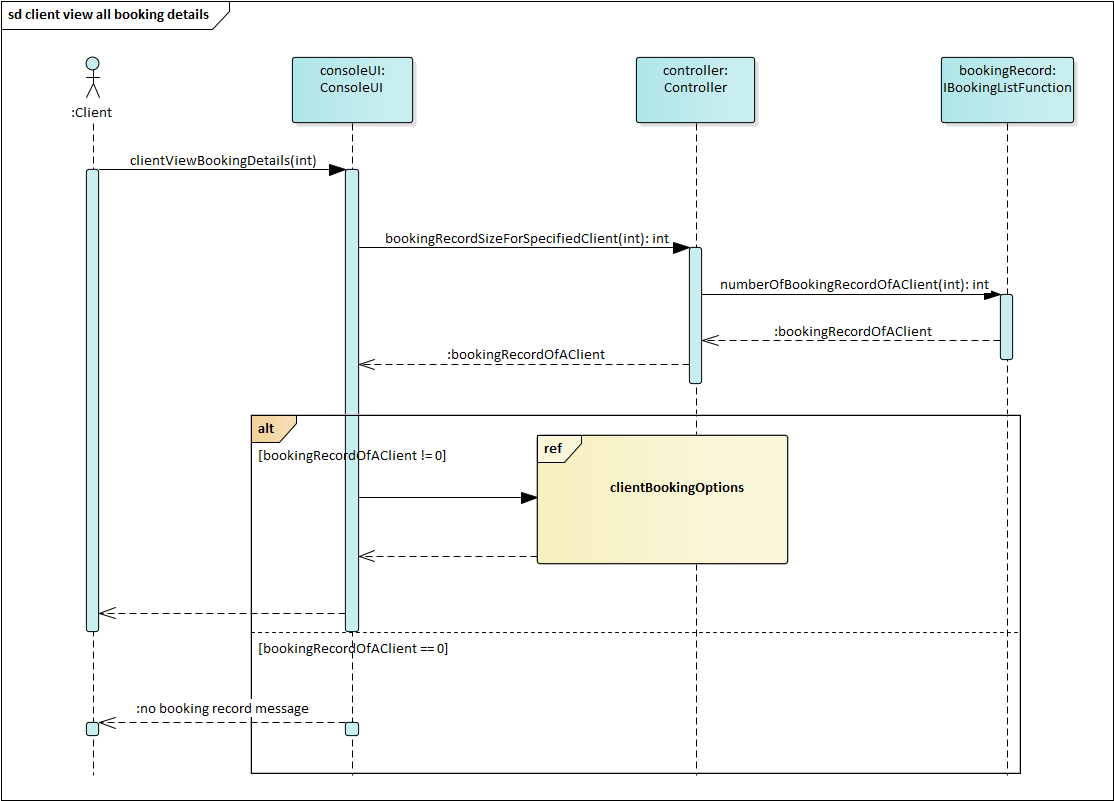 sd client view all booking details
:Client
consoleUI:
ConsoleUI
controller:
Controller
bookingRecord:
IBookingListFunction
clientViewBookingDetails(int)
bookingRecordSizeForSpecifiedClient(int): int
numberOfBookingRecordOfAClient(int): int
:bookingRecordOfAClient
:bookingRecordOfAClient
alt
[bookingRecordOfAClient != 0]
ref
clientBookingOptions
[bookingRecordOfAClient == 0]
:no booking record message